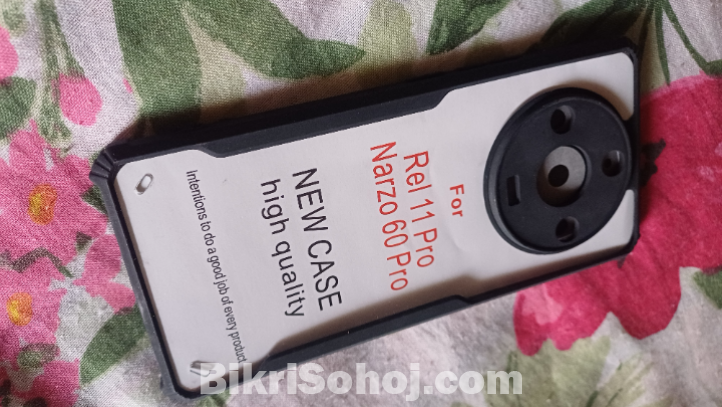 For
Rel 11 Pro
Narzo 60 Pro
NEW CASE
high quality
Intentions to do a good job of every product
BikriSohoj.com